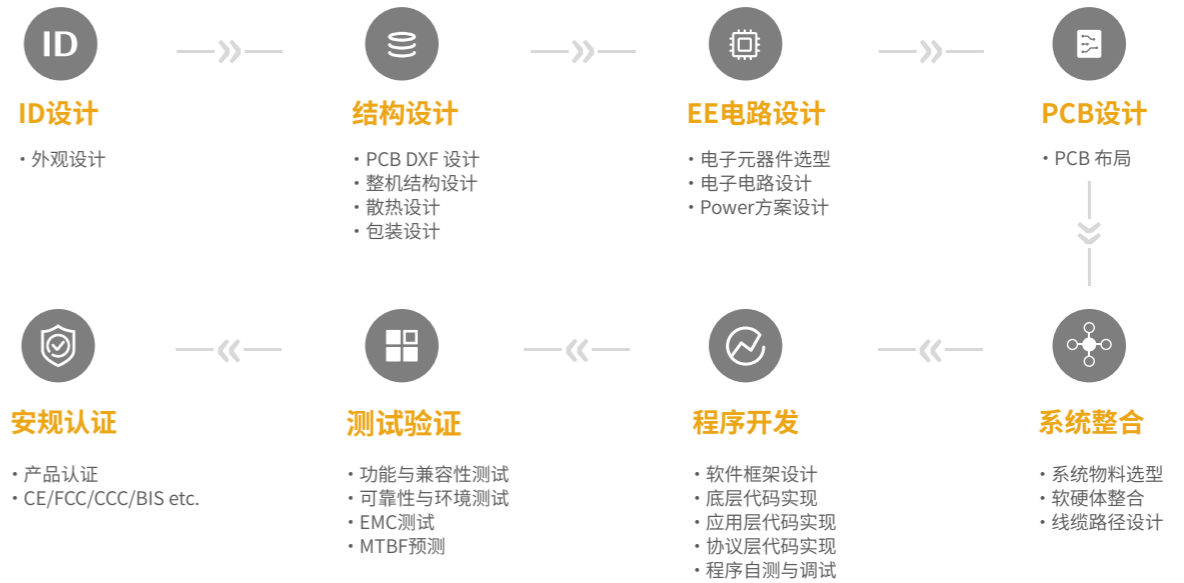 ID
ID设计
・外观设计
结构设计
・PCB DXF 设计
・整机结构设计
・散热设计
・包装设计
EE电路设计
・电子元器件选型
・电子电路设计
・Power方案设计
PCB设计
・PCB 布局
系统整合
・系统物料选型
・软硬体整合
・线缆路径设计
程序开发
・软件框架设计
・底层代码实现
・应用层代码实现
・协议层代码实现
・程序自测与调试
测试验证
・功能与兼容性测试
・可靠性与环境测试
・EMC测试
・MTBF预测
安规认证
・产品认证
・CE/FCC/CCC/BIS etc.